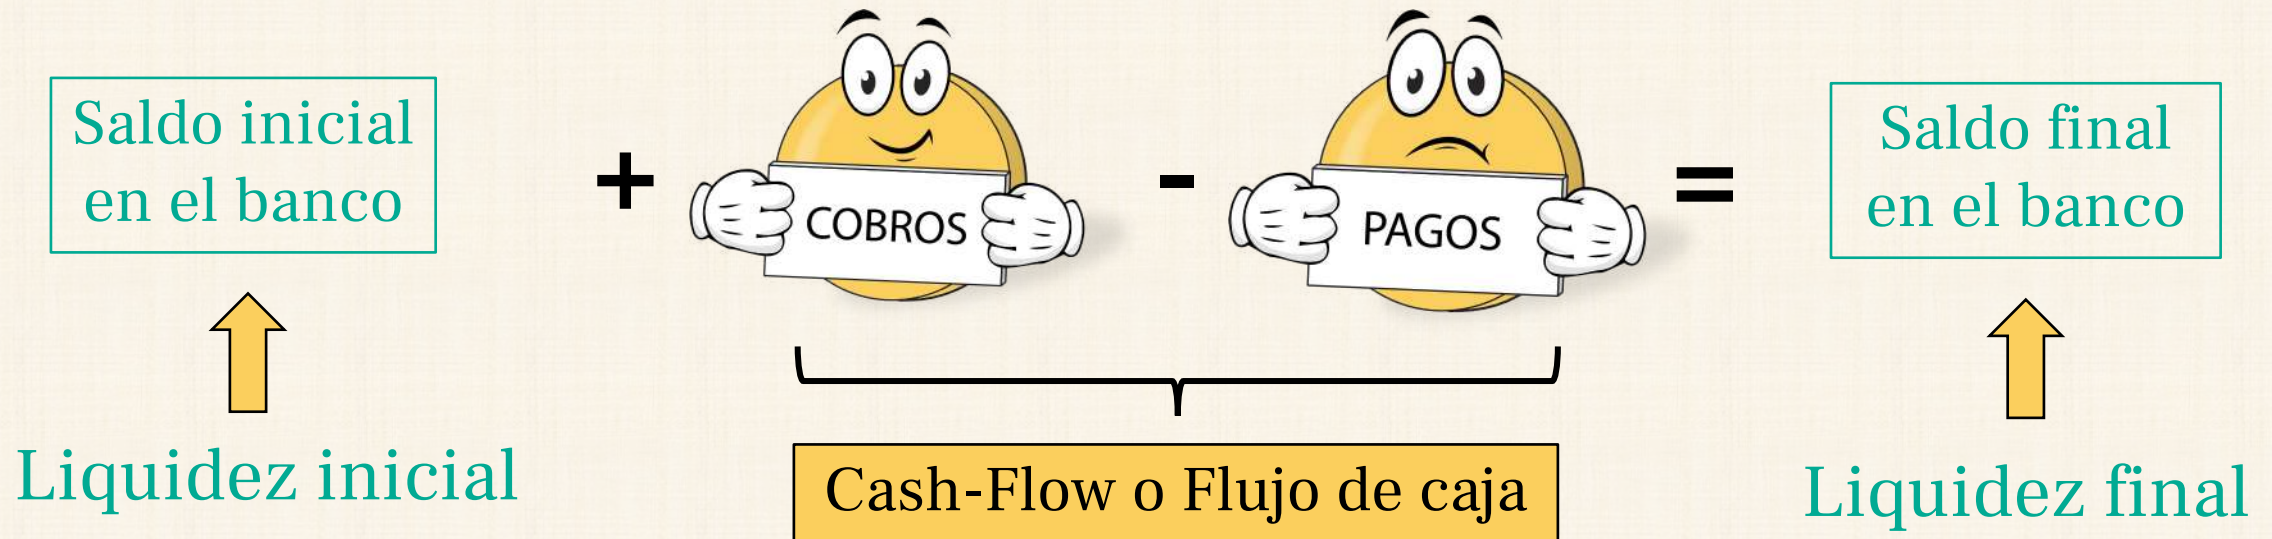 Saldo inicial
en el banco
+
COBROS
-
PAGOS
=
Saldo final
en el banco
Liquidez inicial
Cash-Flow o Flujo de caja
Liquidez final